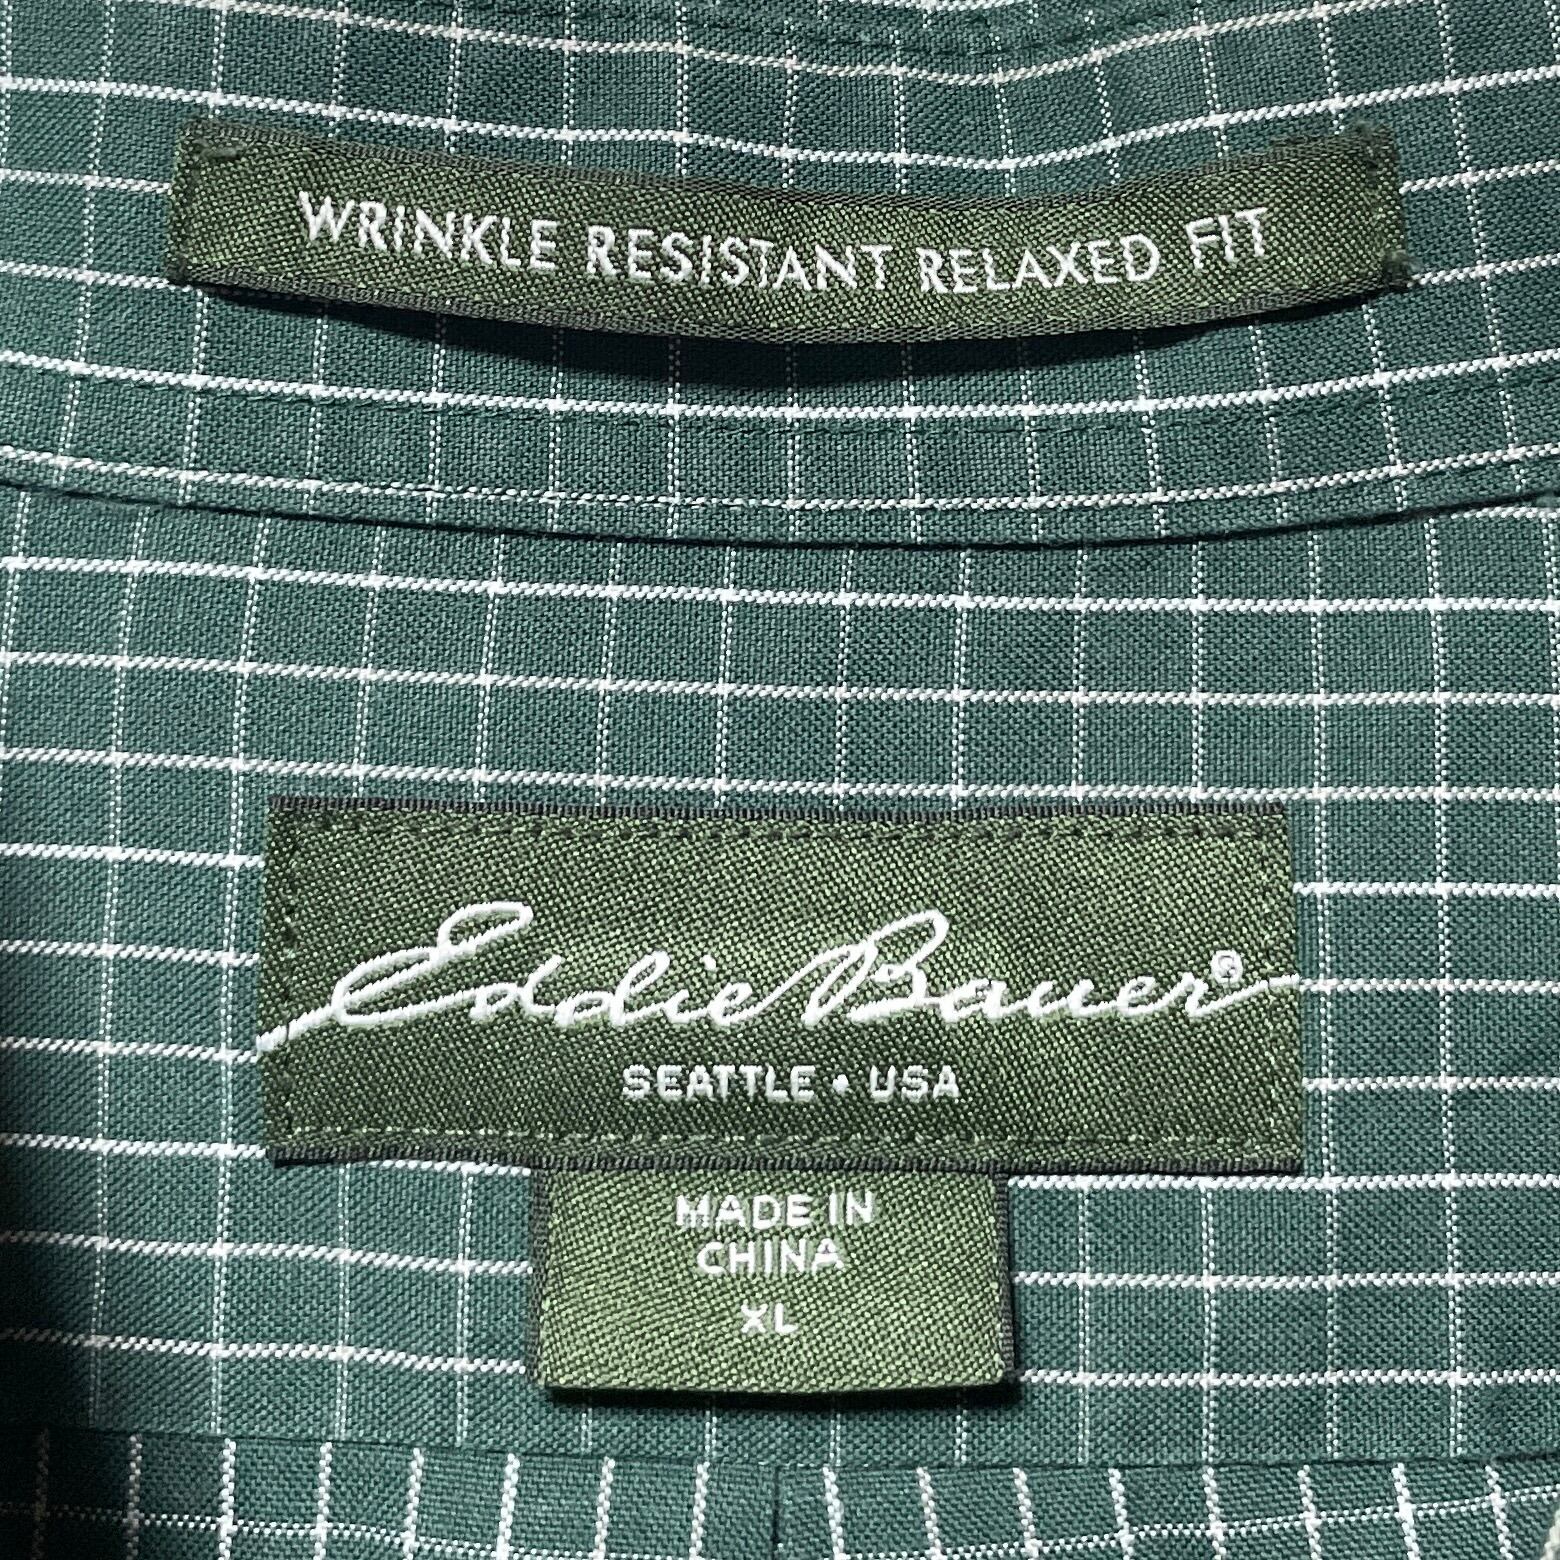 WRINKLE RESISTANT RELAXED FIT
Eddie Bauer®
SEATTLE • USA
MADE IN
CHINA
XL